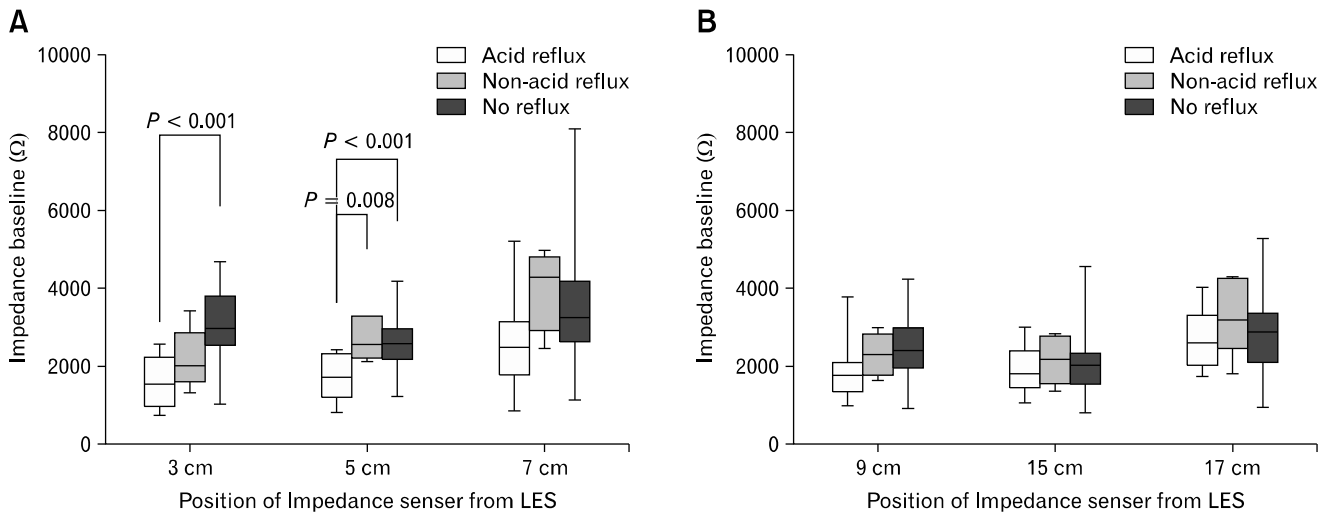 A
Impedance baseline (Ω)
10000
8000
6000
4000
2000
0
Acid reflux
Non-acid reflux
No reflux
P < 0.001
P < 0.001
P = 0.008
3 cm
5 cm
7 cm
Position of Impedance senser from LES
B
Impedance baseline (Ω)
10000
8000
6000
4000
2000
0
Acid reflux
Non-acid reflux
No reflux
9 cm
15 cm
17 cm
Position of Impedance senser from LES